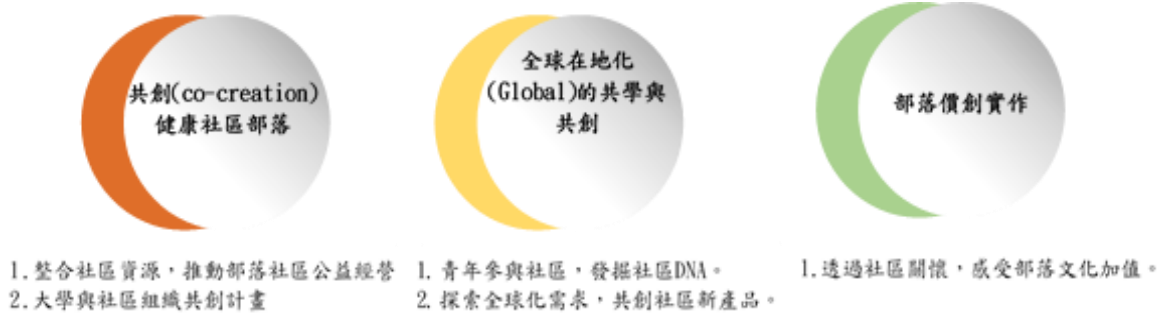 共創(co-creation)
健康社區部落
1.整合社區資源，推動部落社區公益經營
2.大學與社區組織共創計畫
全球在地化
(Global)的共學與
共創
1.青年參與社區，發掘社區DNA。
2.探索全球化需求，共創社區新產品。
部落價創實作
1.透過社區關懷，感受部落文化加值。